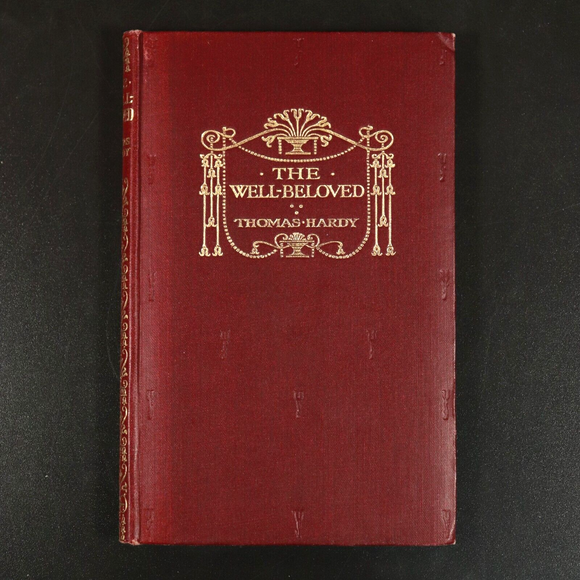 · THE ·
WELL-BELOVED
THOMAS · HARDY